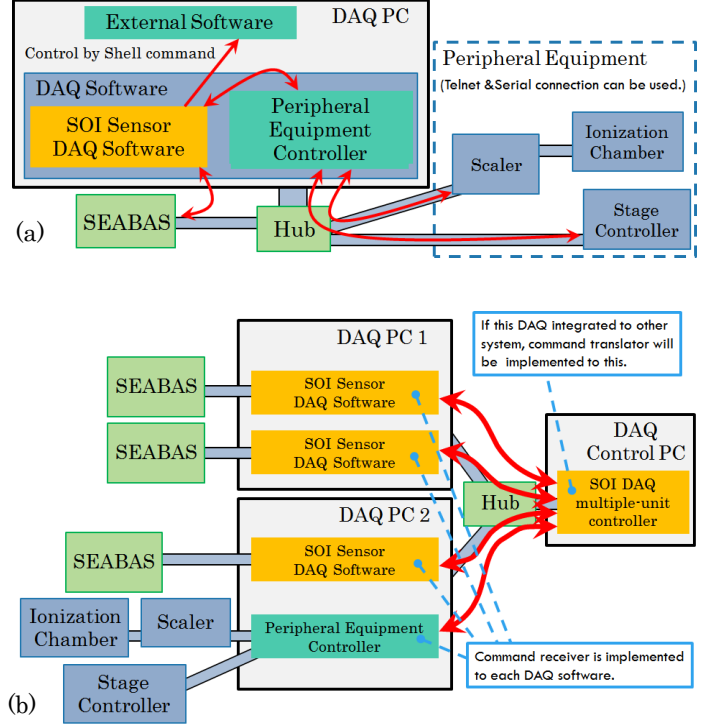 DAQ PC
External Software
Control by Shell command
DAQ Software
SOI Sensor
DAQ Software
Peripheral
Equipment
Controller
Peripheral Equipment
(Telnet &Serial connection can be used.)
Ionization
Chamber
Scaler
Stage
Controller
SEABAS
Hub
(a)
If this DAQ integrated to other
system, command translator will
be implemented to this.
DAQ PC 1
SEABAS
SOI Sensor
DAQ Software
SEABAS
SOI Sensor
DAQ Software
DAQ
Control PC
SOI DAQ
multiple-unit
controller
Hub
DAQ PC 2
SEABAS
SOI Sensor
DAQ Software
Ionization
Chamber
Scaler
Peripheral Equipment
Controller
Stage
Controller
Command receiver is implemented
to each DAQ software.
(b)